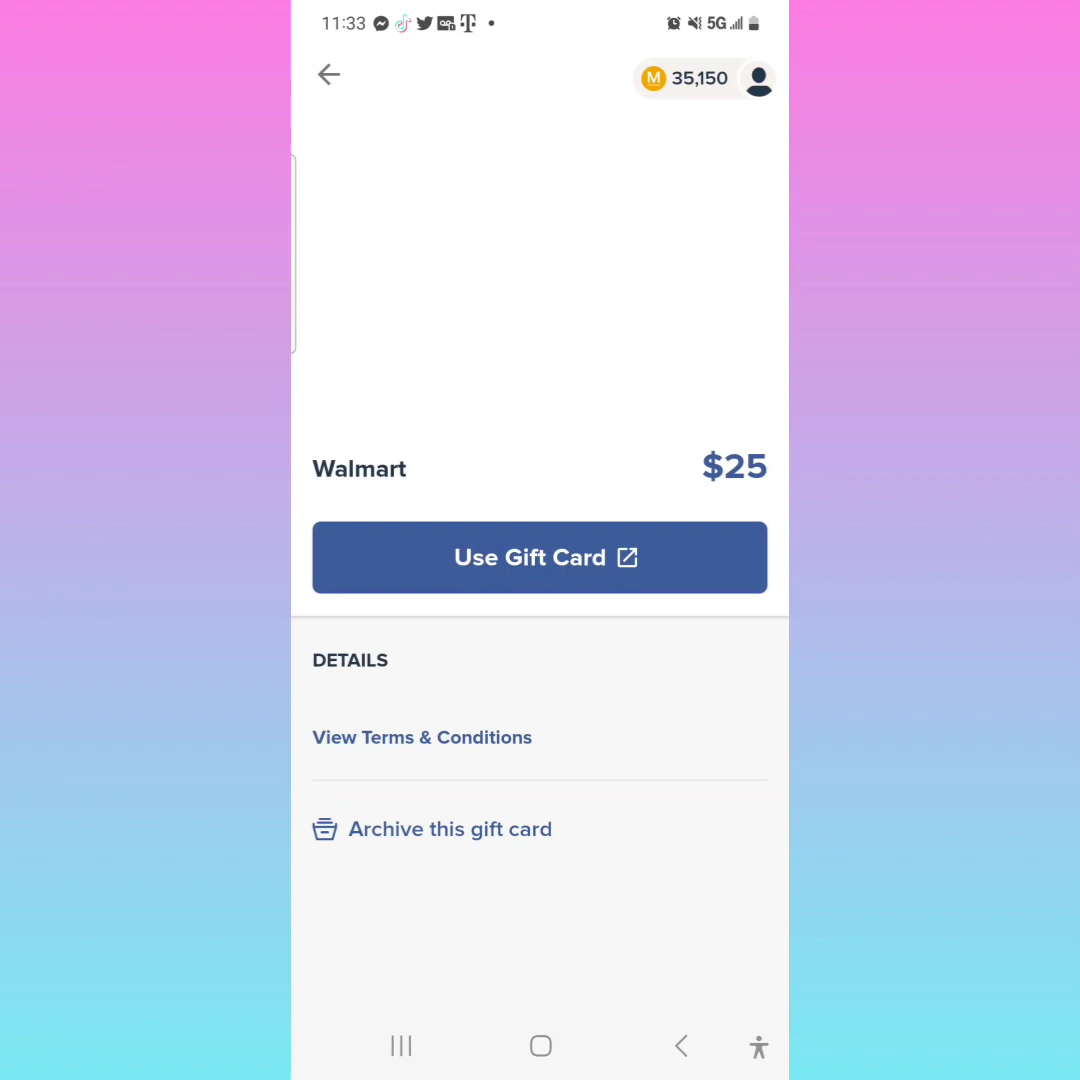 11:33 5G
M 35,150
Walmart $25
Use Gift Card
DETAILS
View Terms & Conditions
Archive this gift card